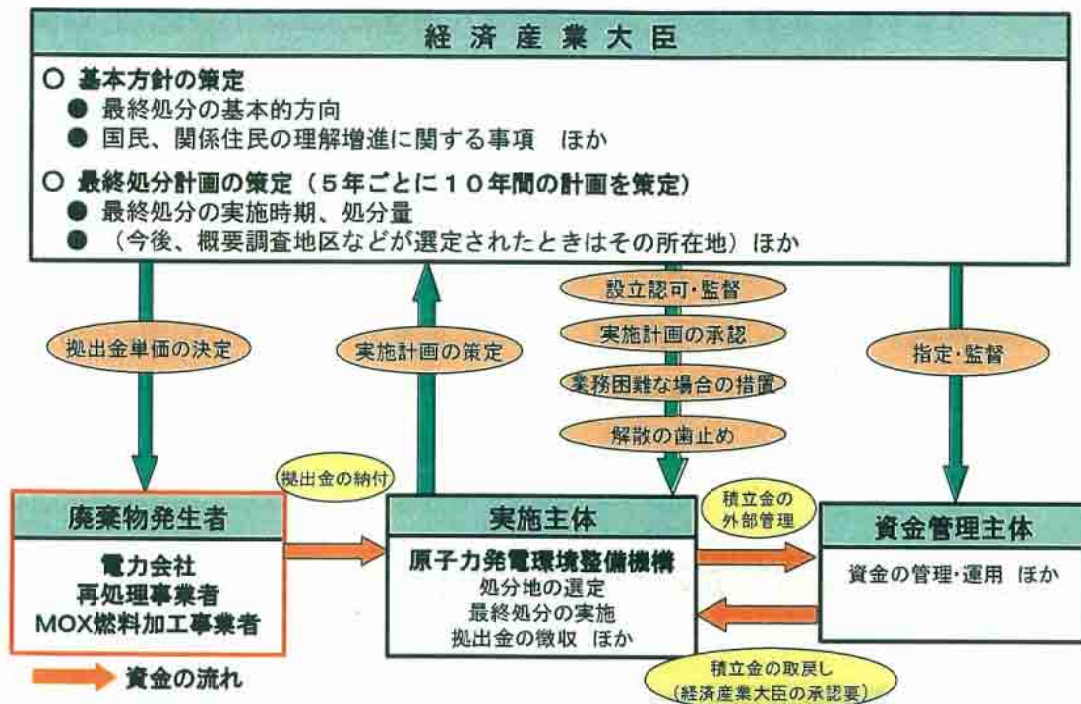 経済産業大臣
○ 基本方針の策定
● 最終処分の基本的方向
● 国民、関係住民の理解増進に関する事項 ほか
○ 最終処分計画の策定（５年ごとに１０年間の計画を策定）
● 最終処分の実施時期、処分量
● （今後、概要調査地区などが選定されたときはその所在地）ほか
拠出金単価の決定
実施計画の策定
設立認可・監督
実施計画の承認
業務困難な場合の措置
解散の歯止め
指定・監督
廃棄物発生者
電力会社
再処理事業者
MOX燃料加工事業者
拠出金の納付
実施主体
原子力発電環境整備機構
処分地の選定
最終処分の実施
拠出金の徴収 ほか
積立金の
外部管理
資金管理主体
資金の管理・運用 ほか
積立金の取戻し
（経済産業大臣の承認要）
資金の流れ